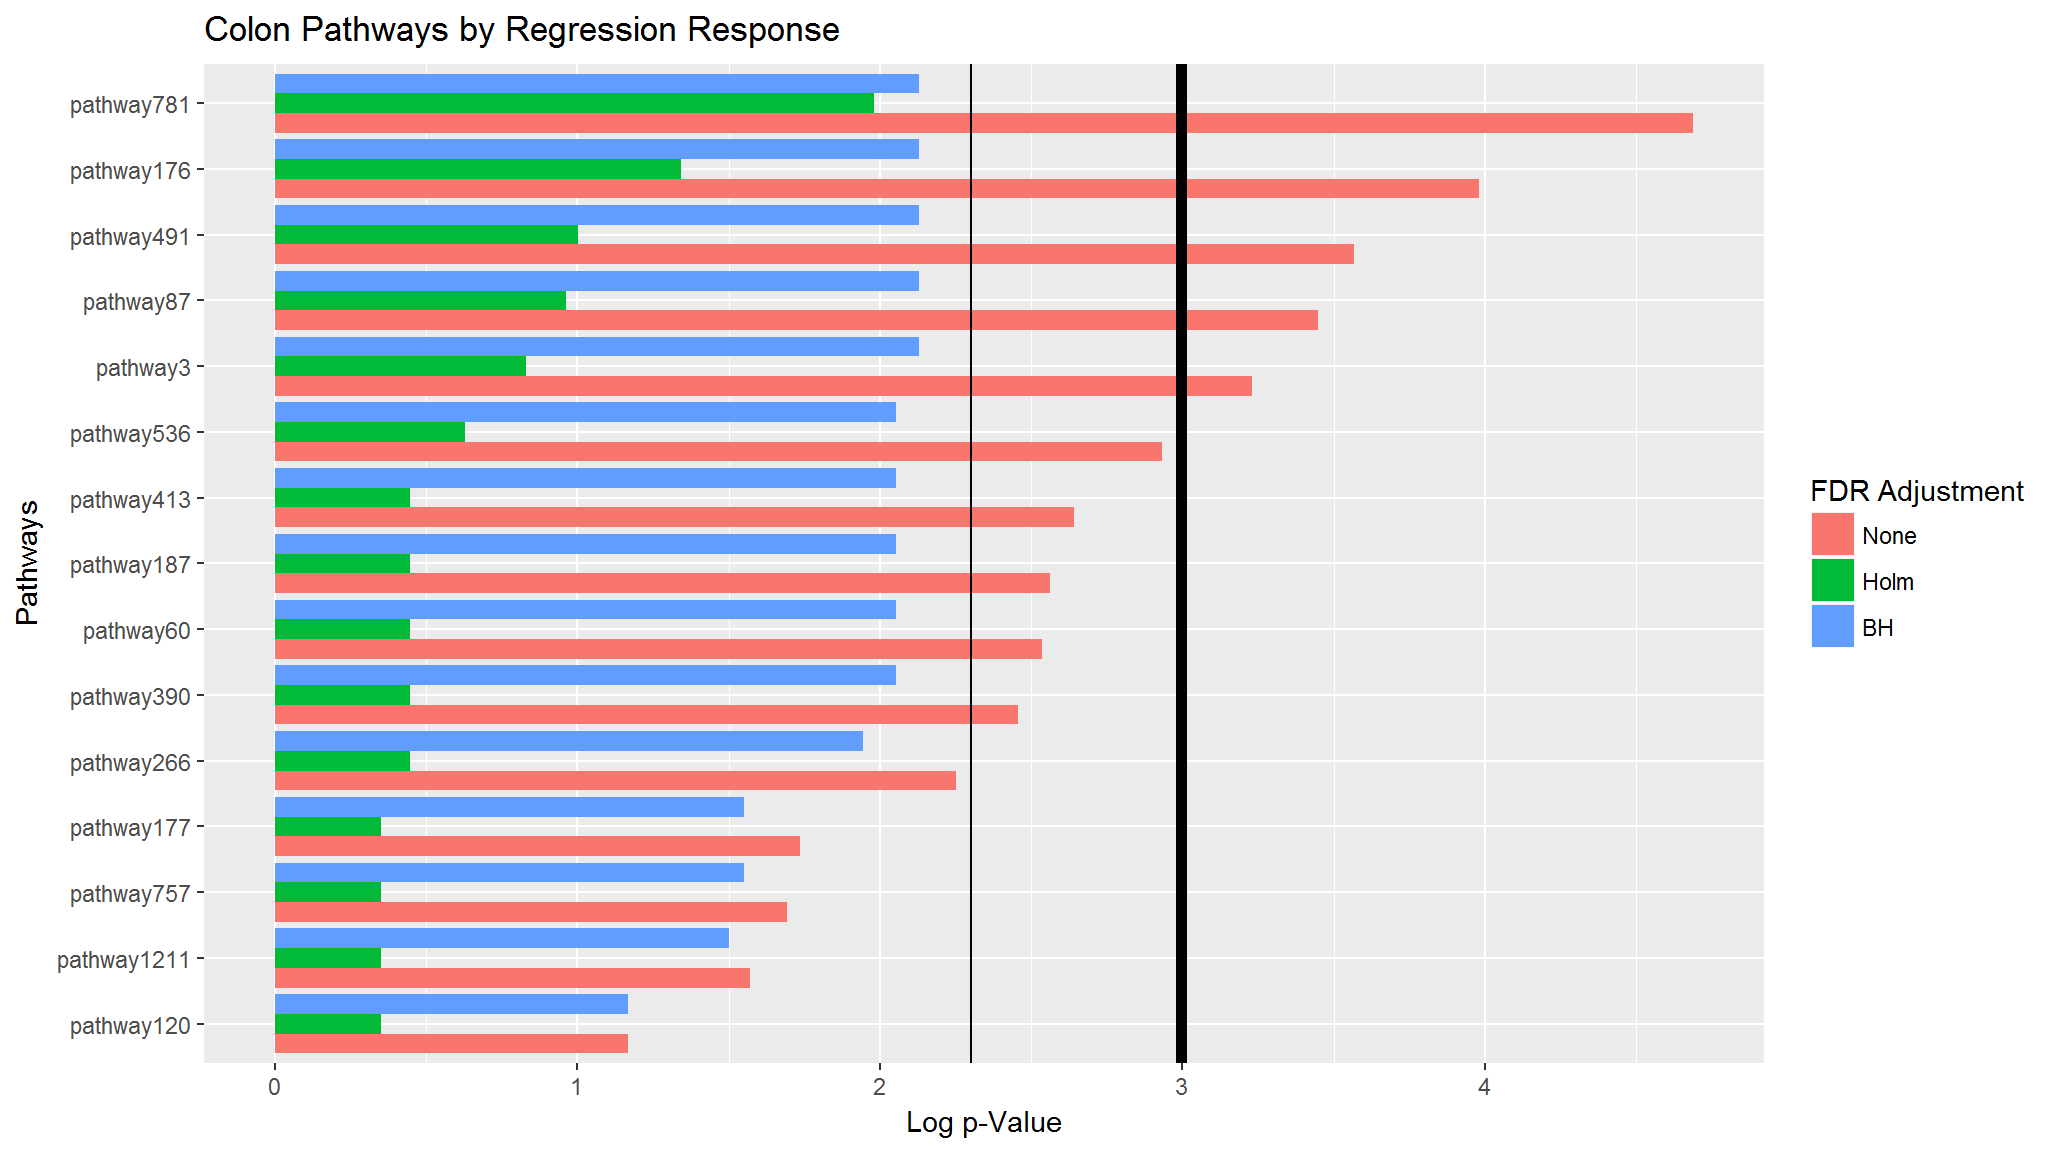 Colon Pathways by Regression Response
Pathways
pathway781
pathway176
pathway491
pathway87
pathway3
pathway536
pathway413
pathway187
pathway60
pathway390
pathway266
pathway177
pathway757
pathway1211
pathway120
0 1 2 3 4
Log p-Value
FDR Adjustment
None
Holm
BH